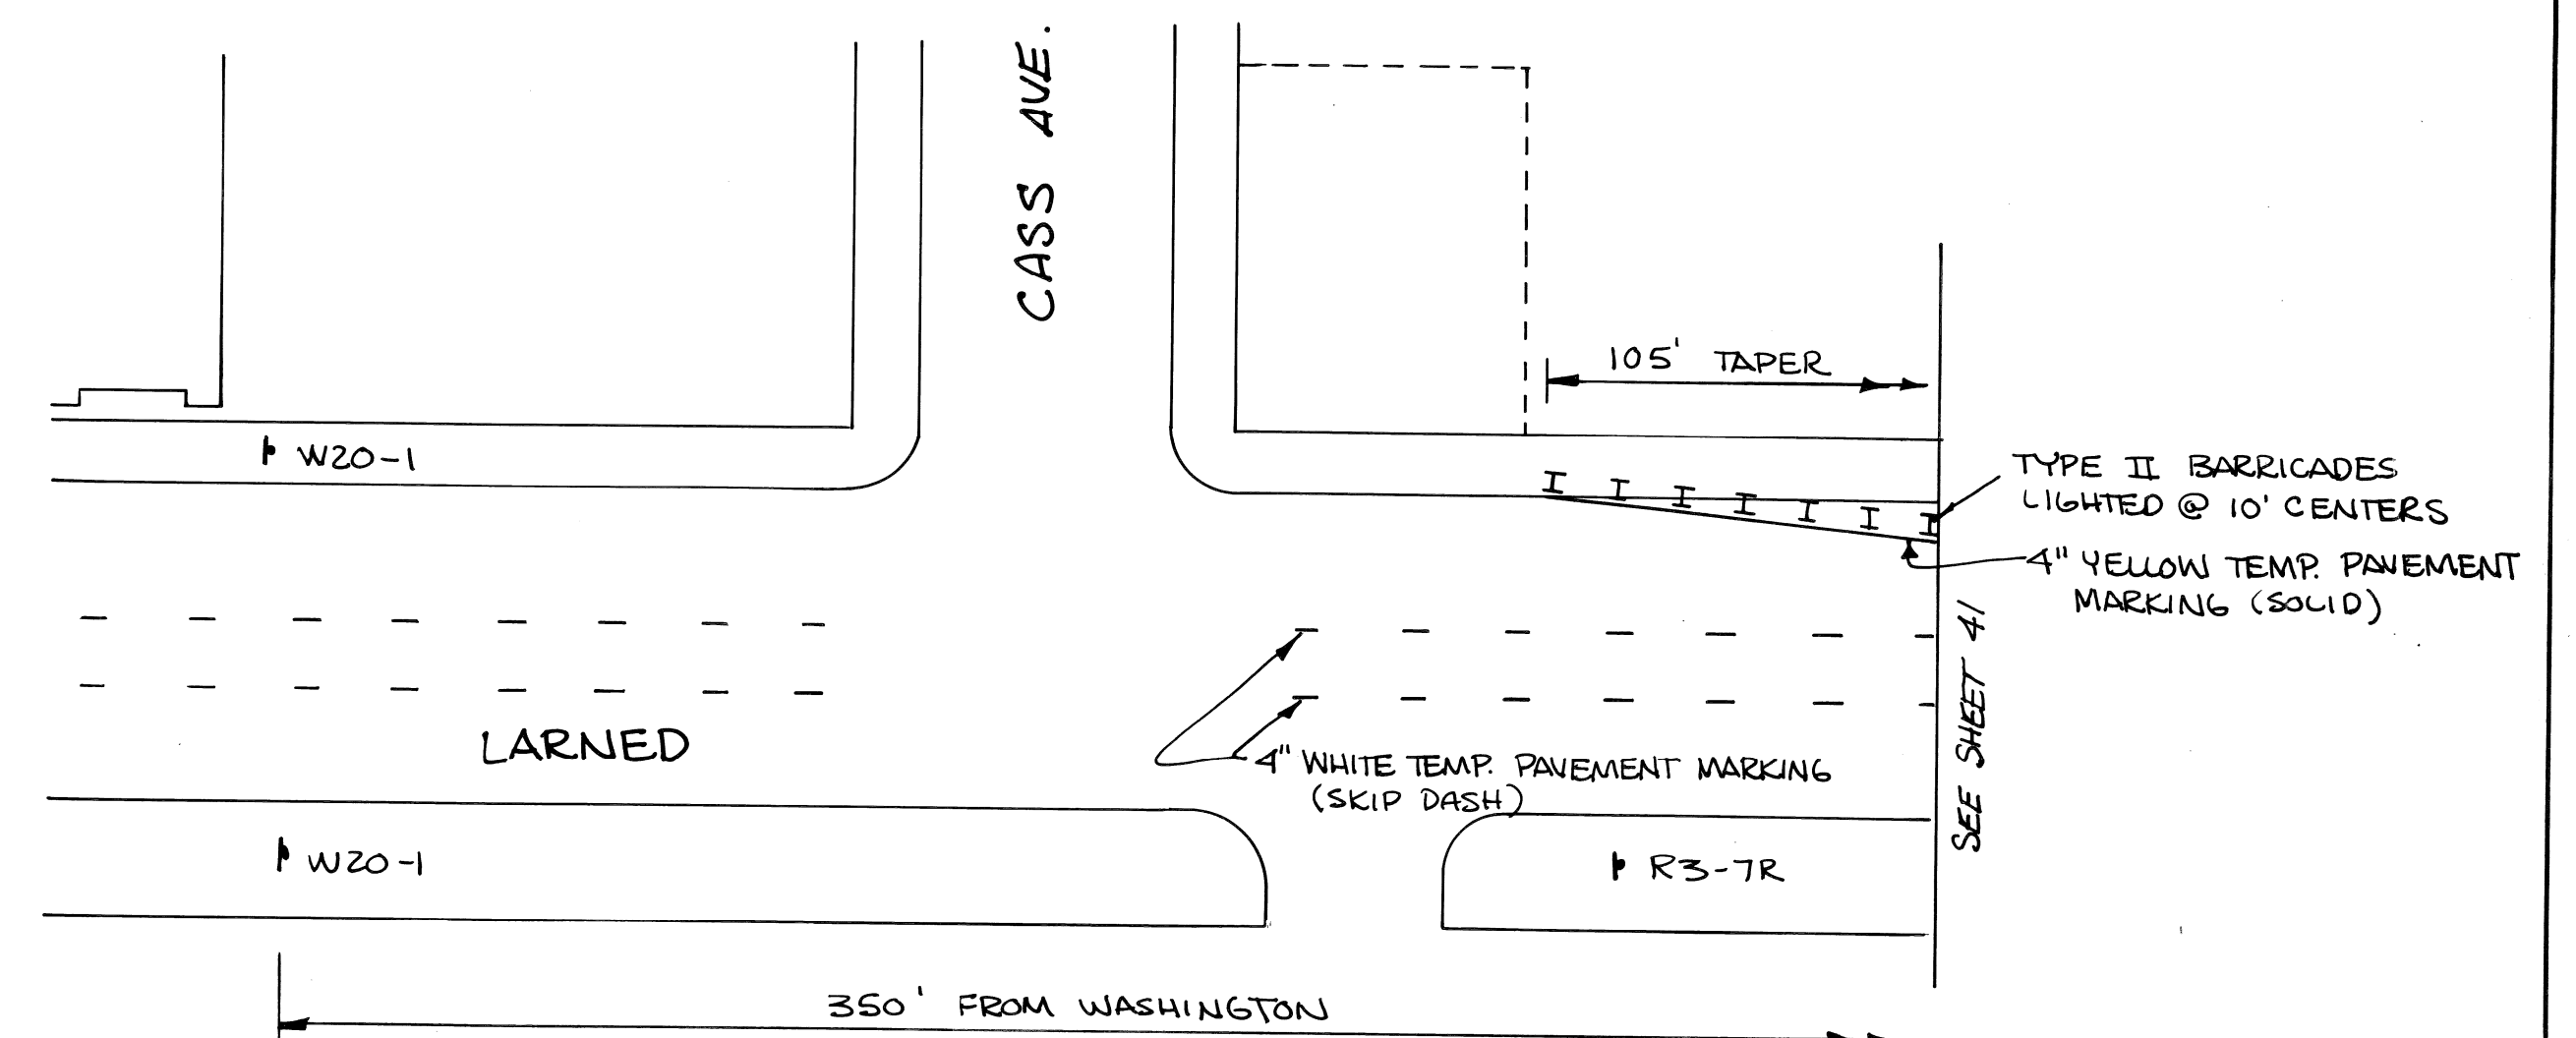 CASS AVE.
105' TAPER
W20-1
TYPE II BARRICADES
LIGHTED @ 10' CENTERS
4" YELLOW TEMP. PAVEMENT
MARKING (SOLID)
SEE SHEET 41
LARNED
4" WHITE TEMP. PAVEMENT MARKING
(SKIP DASH)
W20-1
R3-7R
350' FROM WASHINGTON